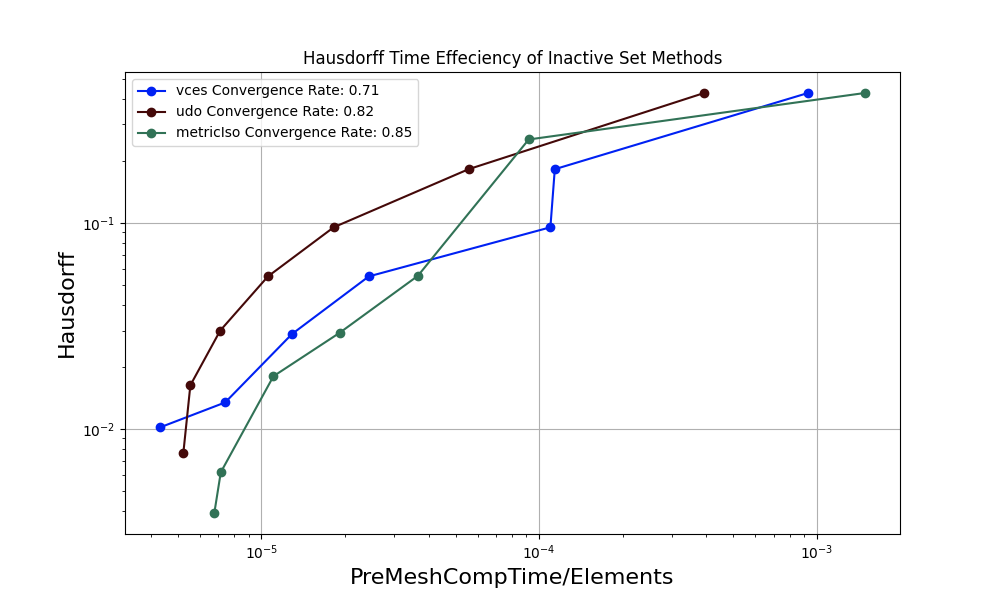 Hausdorff Time Effeciency of Inactive Set Methods
vces Convergence Rate: 0.71
udo Convergence Rate: 0.82
metricIso Convergence Rate: 0.85
Hausdorff
10⁻¹
10⁻²
10⁻⁵ 10⁻⁴ 10⁻³
PreMeshCompTime/Elements